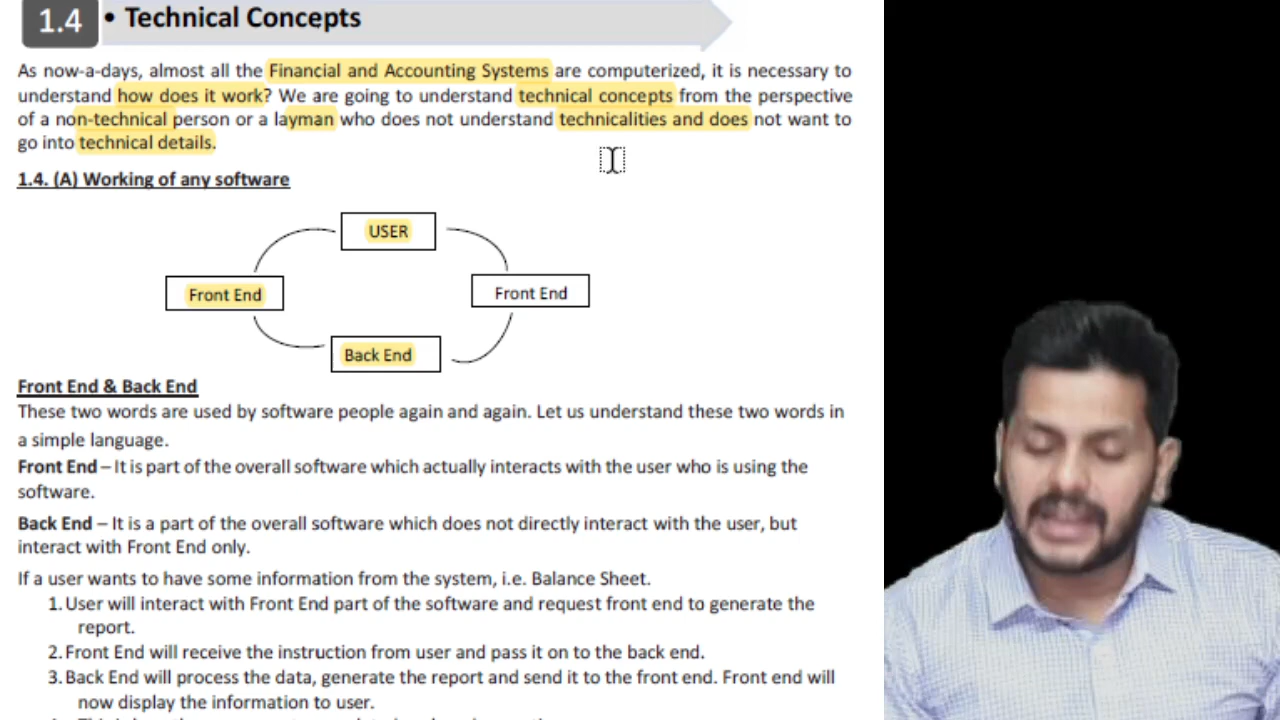 1.4 • Technical Concepts
As now-a-days, almost all the Financial and Accounting Systems are computerized, it is necessary to
understand how does it work? We are going to understand technical concepts from the perspective
of a non-technical person or a layman who does not understand technicalities and does not want to
go into technical details.
1.4. (A) Working of any software
USER
Front End
Front End
Back End
Front End & Back End
These two words are used by software people again and again. Let us understand these two words in
a simple language.
Front End – It is part of the overall software which actually interacts with the user who is using the
software.
Back End – It is a part of the overall software which does not directly interact with the user, but
interact with Front End only.
If a user wants to have some information from the system, i.e. Balance Sheet.
1. User will interact with Front End part of the software and request front end to generate the
report.
2. Front End will receive the instruction from user and pass it on to the back end.
3. Back End will process the data, generate the report and send it to the front end. Front end will
now display the information to user.